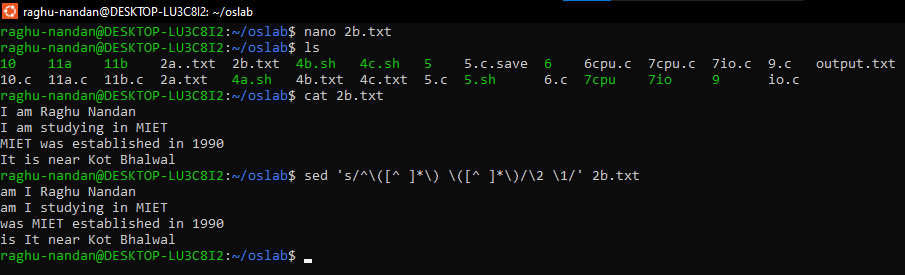 raghu-nandan@DESKTOP-LU3C8I2: ~/oslab
raghu-nandan@DESKTOP-LU3C8I2:~/oslab$ nano 2b.txt
raghu-nandan@DESKTOP-LU3C8I2:~/oslab$ ls
10 11a 11b 2a..txt 2b.txt 4b.sh 4c.sh 5 5.c.save 6 6cpu.c 7cpu.c 7io.c 9.c output.txt
10.c 11a.c 11b.c 2a.txt 4a.sh 4b.txt 4c.txt 5.c 5.sh 6.c 7cpu 7io 9 io.c
raghu-nandan@DESKTOP-LU3C8I2:~/oslab$ cat 2b.txt
I am Raghu Nandan
I am studying in MIET
MIET was established in 1990
It is near Kot Bhalwal
raghu-nandan@DESKTOP-LU3C8I2:~/oslab$ sed 's/^\([^ ]*\) \([^ ]*\)/\2 \1/' 2b.txt
am I Raghu Nandan
am I studying in MIET
was MIET established in 1990
is It near Kot Bhalwal
raghu-nandan@DESKTOP-LU3C8I2:~/oslab$